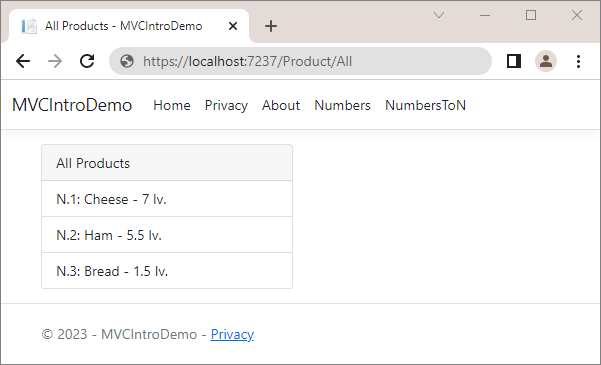 All Products - MVCIntroDemo
https://localhost:7237/Product/All
MVCIntroDemo Home Privacy About Numbers NumbersToN
All Products
N.1: Cheese - 7 lv.
N.2: Ham - 5.5 lv.
N.3: Bread - 1.5 lv.
© 2023 - MVCIntroDemo - Privacy